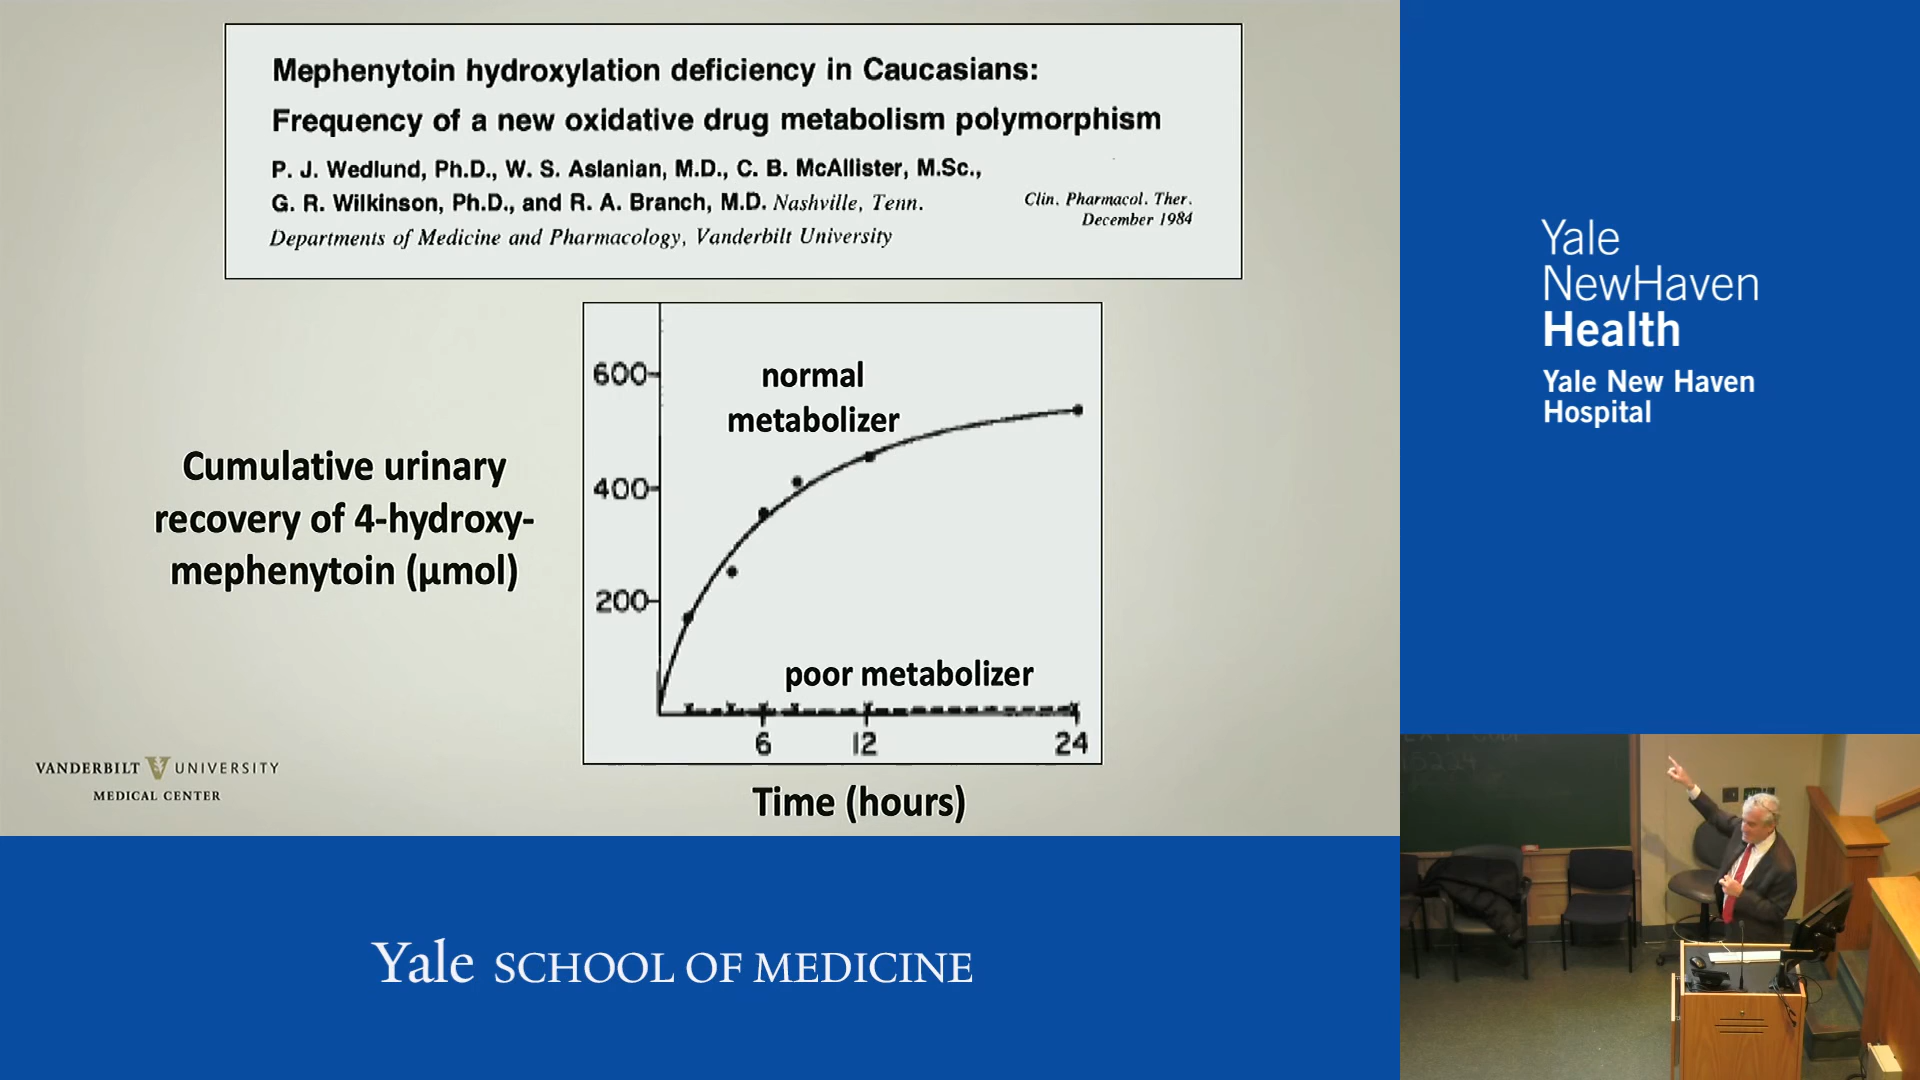 Mephenytoin hydroxylation deficiency in Caucasians:
Frequency of a new oxidative drug metabolism polymorphism
P. J. Wedlund, Ph.D., W. S. Aslanian, M.D., C. B. McAllister, M.Sc.,
G. R. Wilkinson, Ph.D., and R. A. Branch, M.D. Nashville, Tenn.
Departments of Medicine and Pharmacology, Vanderbilt University
Clin. Pharmacol. Ther.
December 1984
Cumulative urinary
recovery of 4-hydroxy-
mephenytoin (µmol)
600
400
200
normal
metabolizer
poor metabolizer
6 12 24
Time (hours)
VANDERBILT V UNIVERSITY
MEDICAL CENTER
Yale
NewHaven
Health
Yale New Haven
Hospital
Yale SCHOOL OF MEDICINE